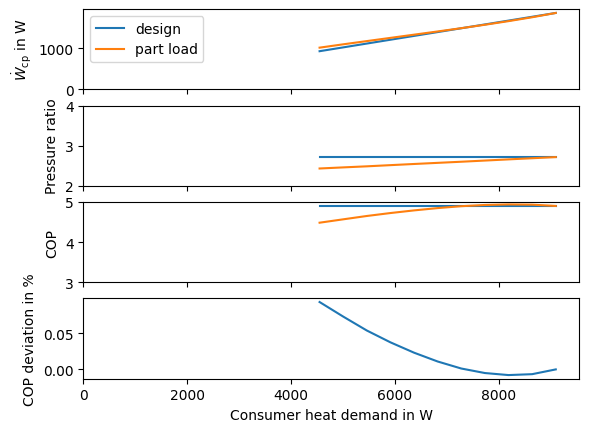 Ẇcp in W
1000
0
design
part load
Pressure ratio
4
3
2
COP
5
4
3
COP deviation in %
0.05
0.00
0
2000
4000
6000
8000
Consumer heat demand in W